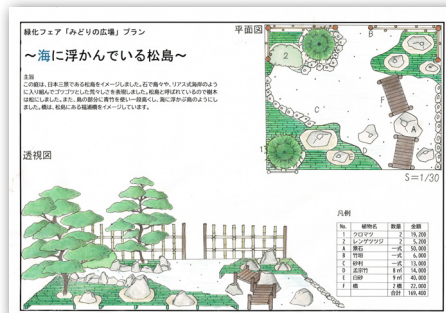 緑化フェア「みどりの広場」プラン
～海に浮かんでいる松島～
主旨
この庭は、日本三景である松島をイメージしました。石で島々や、リアス式海岸のよう
に入り組んでゴツゴツとした荒々しさを表現しました。松島と呼ばれているので樹木
は松にしました。また、島の部分に青竹を使い一段高くし、海に浮かぶ島のようにし
ました。橋は、松島にある福浦橋をイメージしています。
平面図
1
2
B
C
F
A
1
S=1/30
透視図
凡例
No. 植物名 数量 金額
1 クロマツ 2 19,200
2 レンゲツツジ 2 5,200
A 景石 一式 50,000
B 竹垣 一式 6,000
C 砂利 一式 13,000
D 孟宗竹 8㎡ 14,000
E 白砂 9㎡ 40,000
F 橋 2橋 22,000
合計 169,400